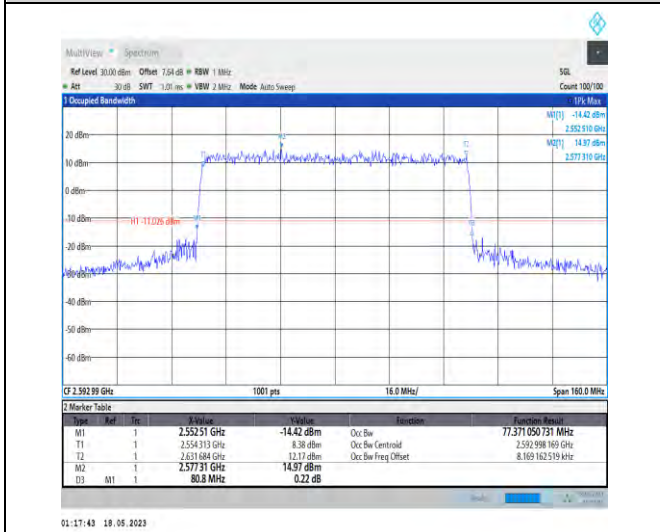 MultiView Spectrum
Ref Level 30.00 dBm Offset 7.64 dB RBW 1 MHz SGL
Att 30 dB SWT 1.01 ms VBW 2 MHz Mode Auto Sweep Count 100/100
1 Occupied Bandwidth 1Pk Max
M1[1] -14.42 dBm
2.552 510 GHz
M2[1] 14.97 dBm
2.577 310 GHz
20 dBm
M2
T1
10 dBm
0 dBm
-10 dBm
H1 -11.026 dBm
-20 dBm
-30 dBm
-40 dBm
-50 dBm
-60 dBm
CF 2.592 99 GHz 1001 pts 16.0 MHz/ Span 160.0 MHz
2 Marker Table
Type Ref Trc X-Value Y-Value Function Function Result
M1 1 2.552 51 GHz -14.42 dBm Occ Bw 77.371 050 731 MHz
T1 1 2.554 313 GHz 8.38 dBm Occ Bw Centroid 2.592 998 169 GHz
T2 1 2.631 684 GHz 12.17 dBm Occ Bw Freq Offset 8.169 162 519 kHz
M2 1 2.577 31 GHz 14.97 dBm
D3 M1 1 80.8 MHz 0.22 dB
01:17:43 18.05.2023